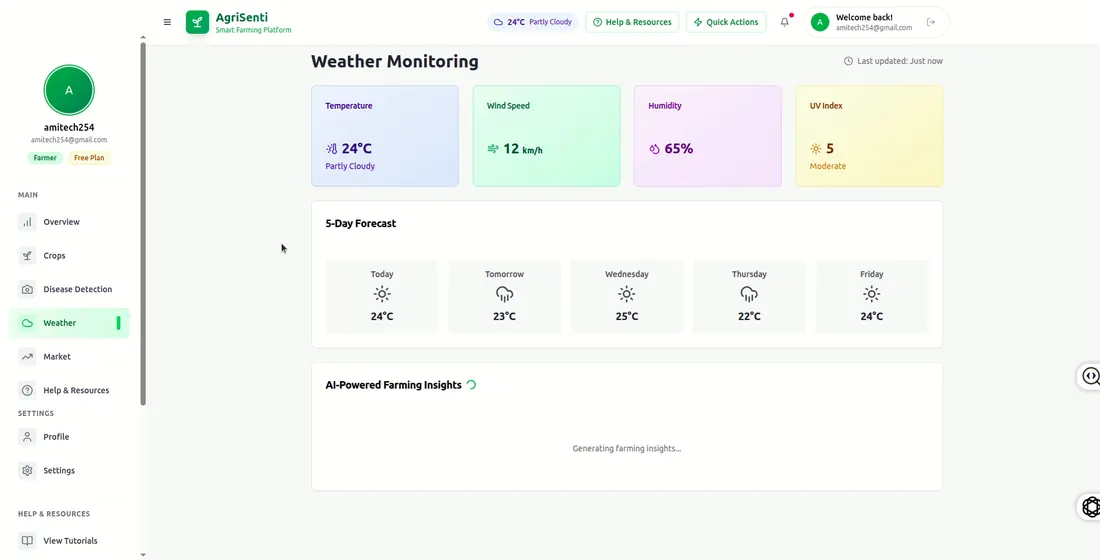 AgriSenti
Smart Farming Platform
24°C Partly Cloudy
Help & Resources
Quick Actions
A
Welcome back!
amitech254@gmail.com
A
amitech254
amitech254@gmail.com
Farmer
Free Plan
MAIN
Overview
Crops
Disease Detection
Weather
Market
Help & Resources
SETTINGS
Profile
Settings
HELP & RESOURCES
View Tutorials
Weather Monitoring
Last updated: Just now
Temperature
24°C
Partly Cloudy
Wind Speed
12 km/h
Humidity
65%
UV Index
5
Moderate
5-Day Forecast
Today
24°C
Tomorrow
23°C
Wednesday
25°C
Thursday
22°C
Friday
24°C
AI-Powered Farming Insights
Generating farming insights...